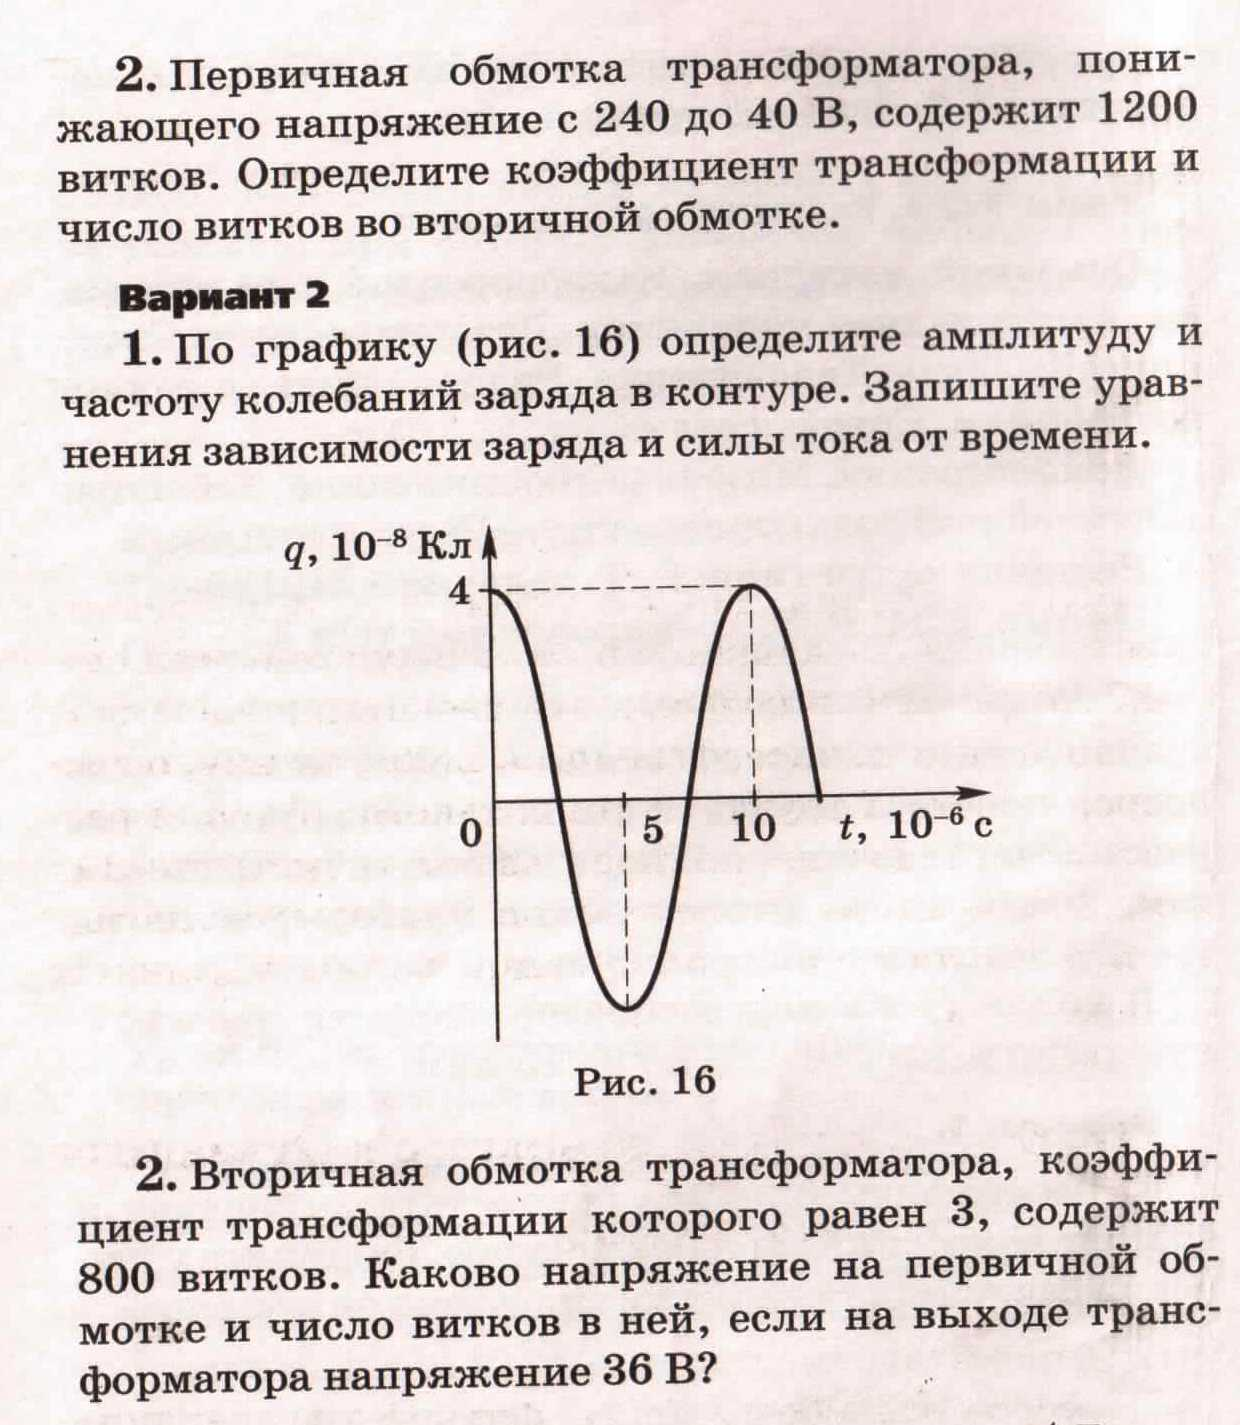 2. Первичная обмотка трансформатора, пони-
жающего напряжение с 240 до 40 В, содержит 1200
витков. Определите коэффициент трансформации и
число витков во вторичной обмотке.
Вариант 2
1. По графику (рис. 16) определите амплитуду и
частоту колебаний заряда в контуре. Запишите урав-
нения зависимости заряда и силы тока от времени.
q, 10⁻⁸ Кл
4
0 5 10 t, 10⁻⁶ с
Рис. 16
2. Вторичная обмотка трансформатора, коэффи-
циент трансформации которого равен 3, содержит
800 витков. Каково напряжение на первичной об-
мотке и число витков в ней, если на выходе транс-
форматора напряжение 36 В?